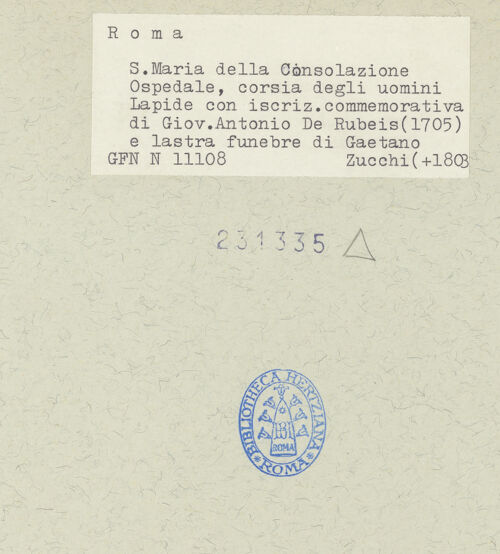 R o m a
S.Maria della Consolazione
Ospedale, corsia degli uomini
Lapide con iscriz.commemorativa
di Giov.Antonio De Rubeis(1705)
e lastra funebre di Gaetano
GFN N 11108 Zucchi(+1803
231335
BIBLIOTHECA HERTZIANA
ROMA
ROMA